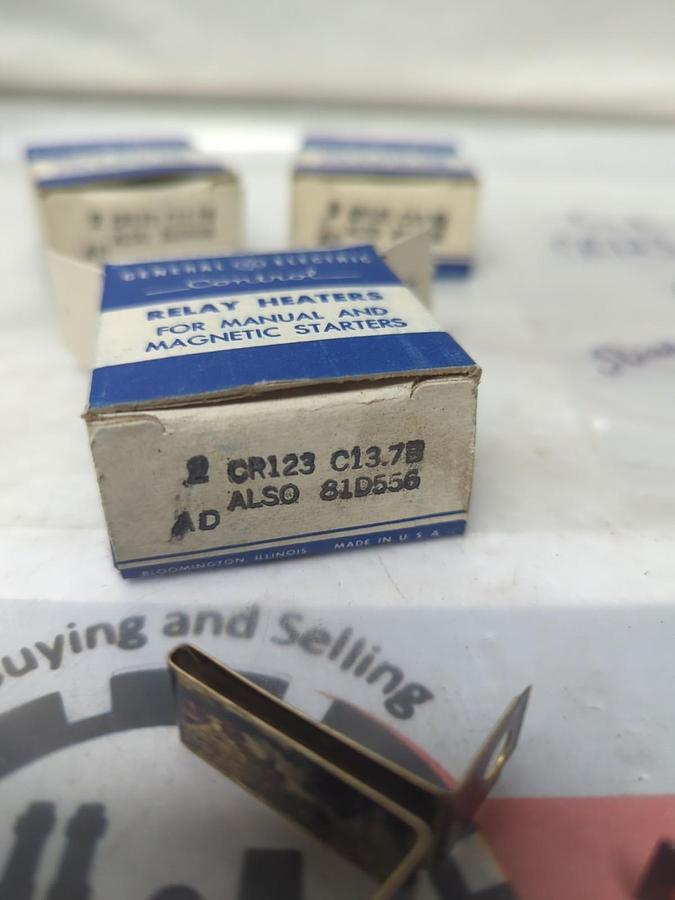 GENERAL ELECTRIC
Control
RELAY HEATERS
FOR MANUAL AND
MAGNETIC STARTERS
2 CR123 C13.7B
ALSO 81D556
AD
BLOOMINGTON ILLINOIS MADE IN U S A
Buying and Selling